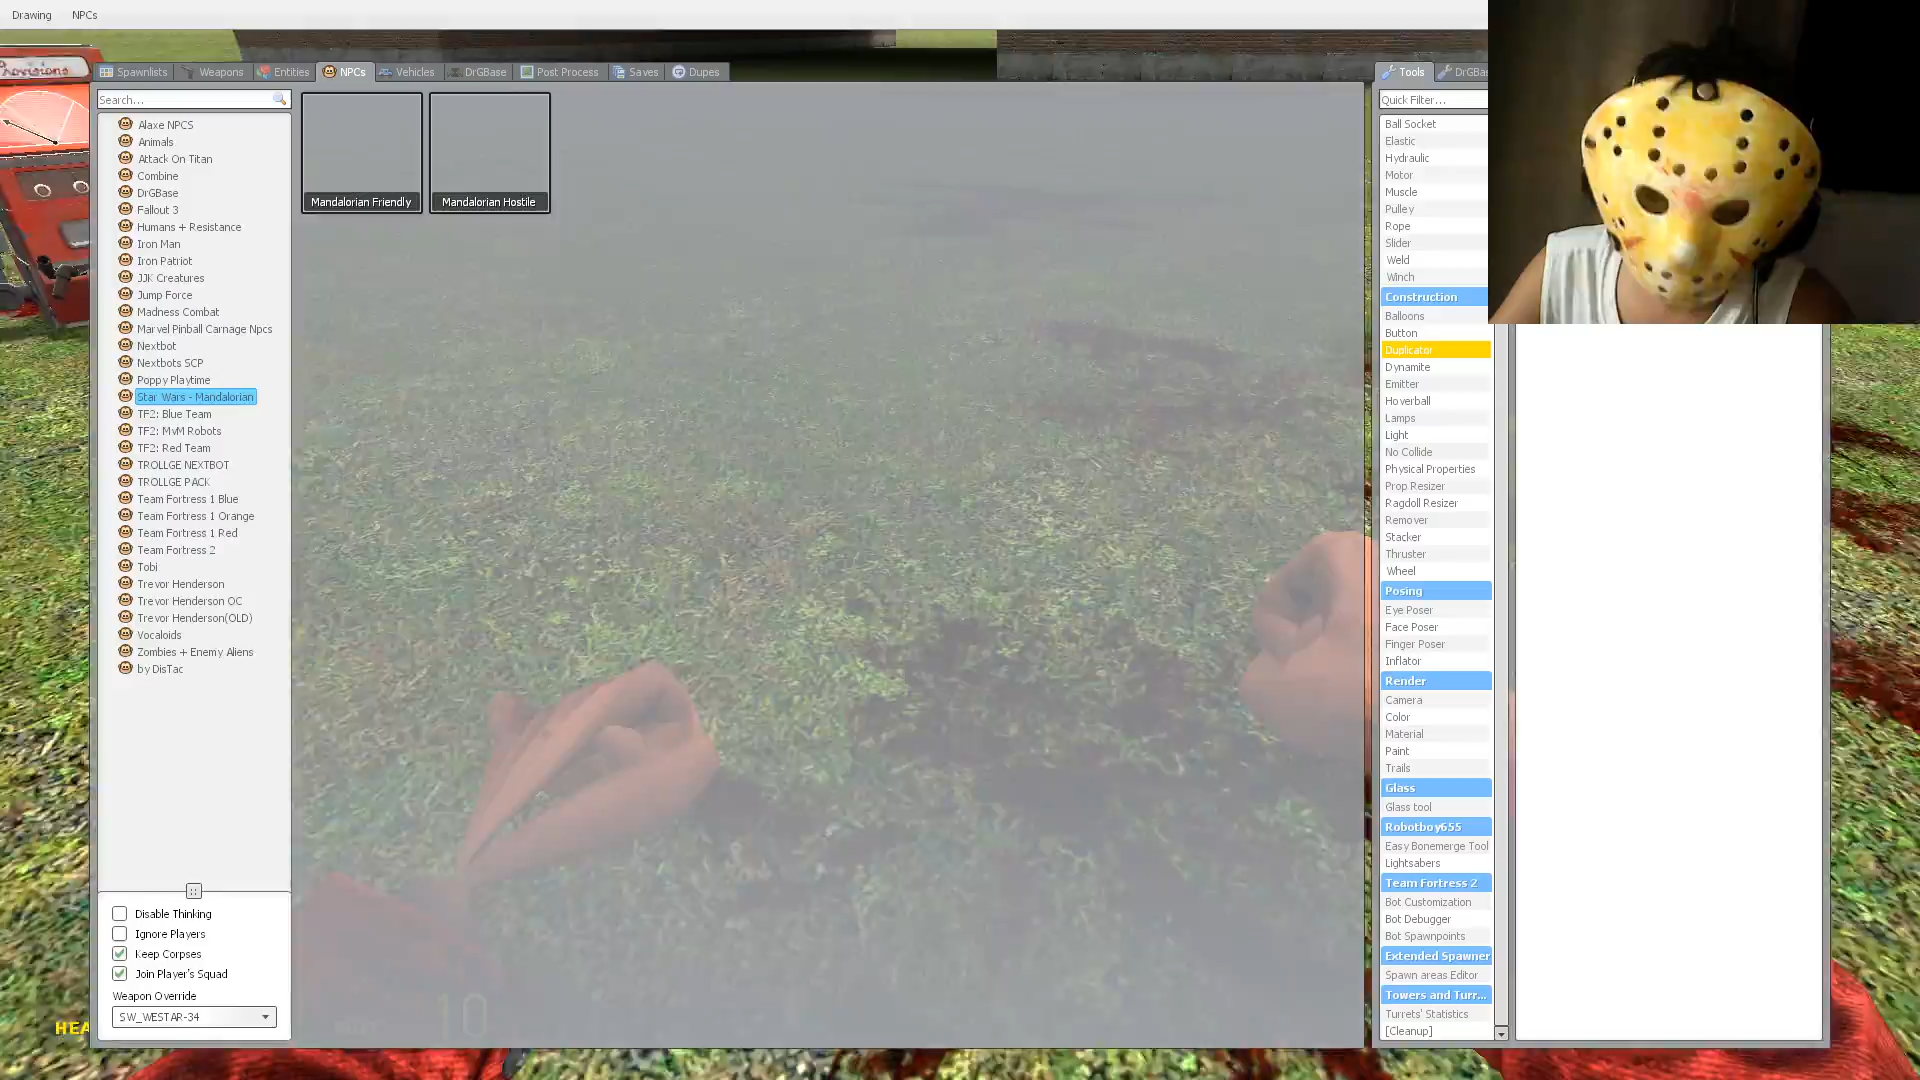 Drawing NPCs
Provisions
Spawnlists Weapons Entities NPCs Vehicles DrGBase Post Process Saves Dupes
Search...
Alaxe NPCS
Animals
Attack On Titan
Combine
DrGBase
Fallout 3
Humans + Resistance
Iron Man
Iron Patriot
JJK Creatures
Jump Force
Madness Combat
Marvel Pinball Carnage Npcs
Nextbot
Nextbots SCP
Poppy Playtime
Star Wars - Mandalorian
TF2: Blue Team
TF2: MvM Robots
TF2: Red Team
TROLLGE NEXTBOT
TROLLGE PACK
Team Fortress 1 Blue
Team Fortress 1 Orange
Team Fortress 1 Red
Team Fortress 2
Tobi
Trevor Henderson
Trevor Henderson OC
Trevor Henderson(OLD)
Vocaloids
Zombies + Enemy Aliens
by DisTac
Disable Thinking
Ignore Players
Keep Corpses
Join Player's Squad
Weapon Override
SW_WESTAR-34
HEA
10
Mandalorian Friendly
Mandalorian Hostile
Tools DrGBas
Quick Filter...
Ball Socket
Elastic
Hydraulic
Motor
Muscle
Pulley
Rope
Slider
Weld
Winch
Construction
Balloons
Button
Duplicator
Dynamite
Emitter
Hoverball
Lamps
Light
No Collide
Physical Properties
Prop Resizer
Ragdoll Resizer
Remover
Stacker
Thruster
Wheel
Posing
Eye Poser
Face Poser
Finger Poser
Inflator
Render
Camera
Color
Material
Paint
Trails
Glass
Glass tool
Robotboy655
Easy Bonemerge Tool
Lightsabers
Team Fortress 2
Bot Customization
Bot Debugger
Bot Spawnpoints
Extended Spawner
Spawn areas Editor
Towers and Turr...
Turrets' Statistics
[Cleanup]